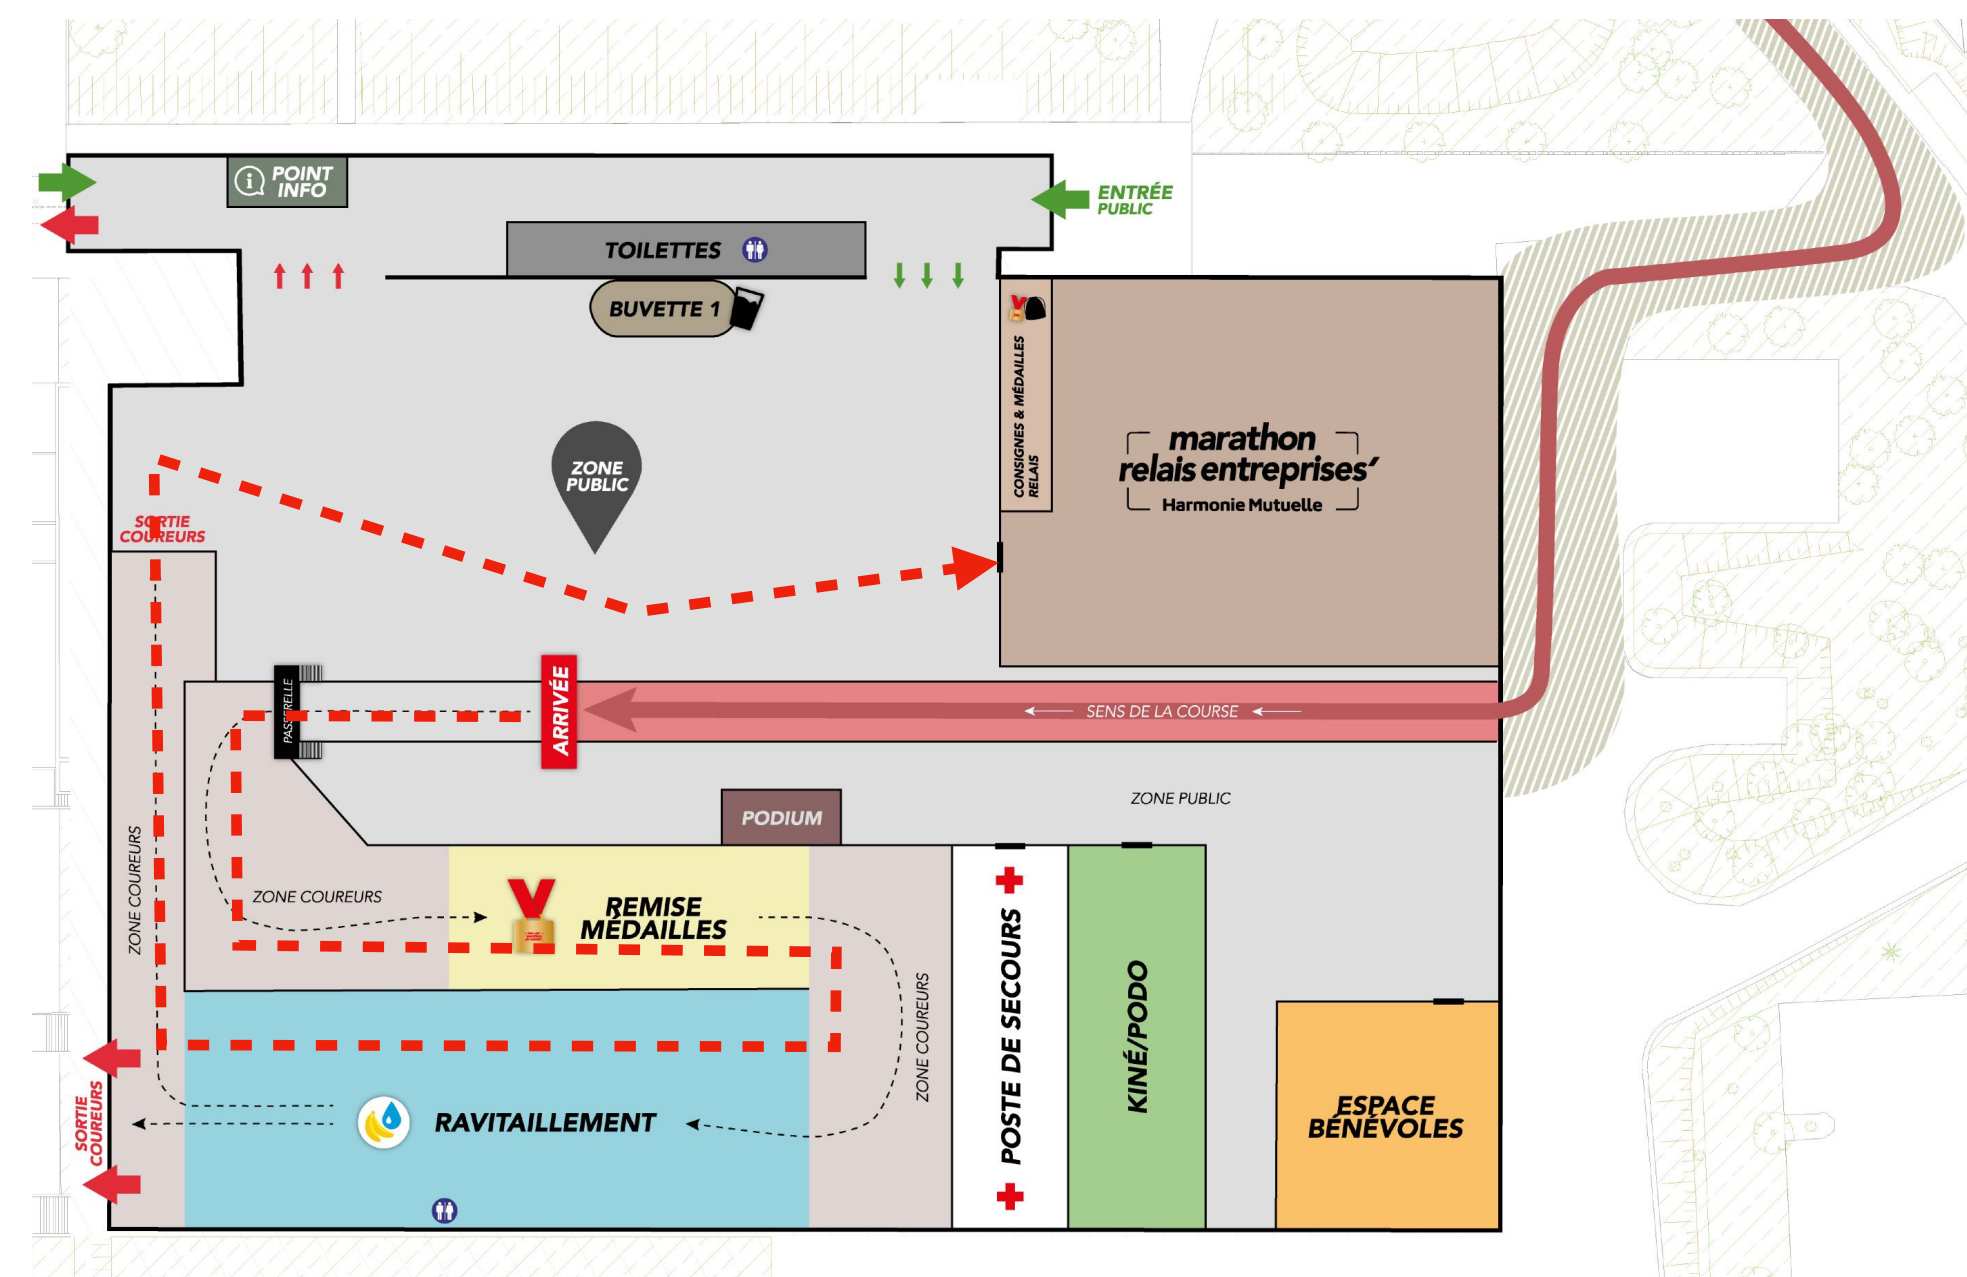 POINT
INFO
ENTRÉE
PUBLIC
TOILETTES
BUVETTE 1
CONSIGNES & MÉDAILLES
RELAIS
marathon
relais entreprises'
Harmonie Mutuelle
ZONE
PUBLIC
SORTIE
COUREURS
PASSERELLE
ARRIVÉE
SENS DE LA COURSE
ZONE PUBLIC
PODIUM
ZONE COUREURS
ZONE COUREURS
REMISE
MÉDAILLES
ZONE COUREURS
POSTE DE SECOURS
KINÉ/PODO
ESPACE
BÉNÉVOLES
RAVITAILLEMENT
SORTIE
COUREURS